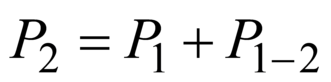 P₂ = P₁ + P₁₋₂